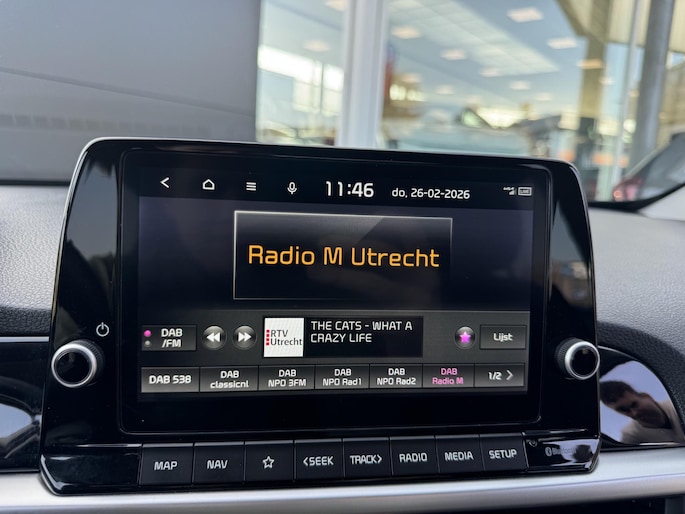 11:46 do, 26-02-2026
LIVE
Radio M Utrecht
DAB
/FM
RTV
Utrecht
THE CATS - WHAT A
CRAZY LIFE
Lijst
DAB 538
DAB
classicnl
DAB
NPO 3FM
DAB
NPO Rad1
DAB
NPO Rad2
DAB
Radio M
1/2
MAP
NAV
<SEEK
TRACK>
RADIO
MEDIA
SETUP